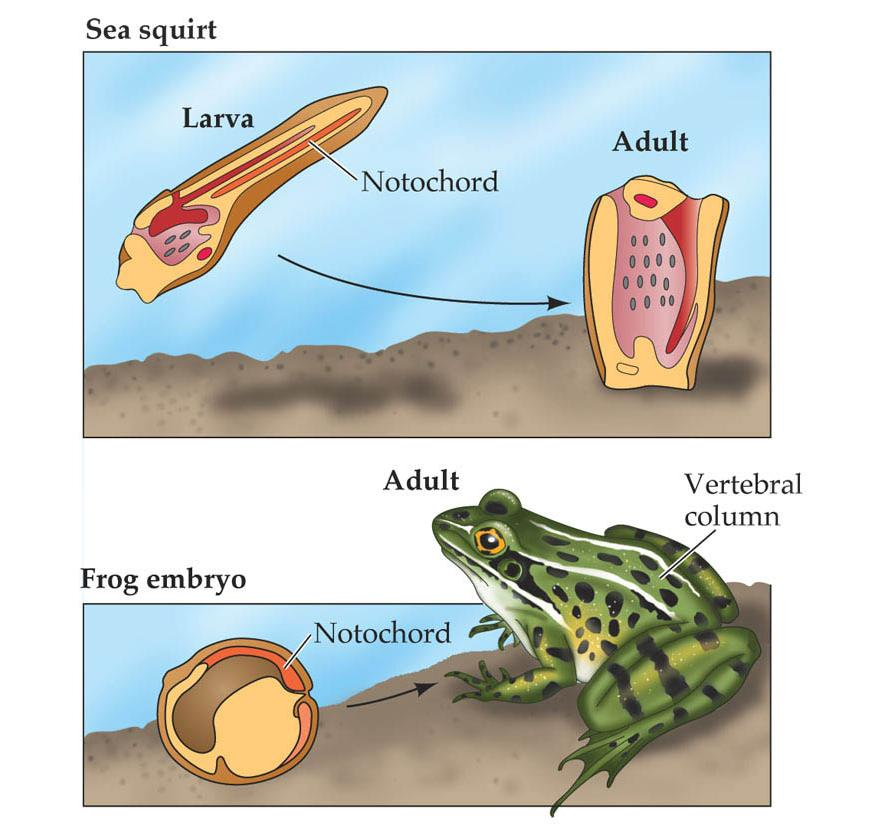 Sea squirt
Larva
Notochord
Adult
Adult
Vertebral
column
Frog embryo
Notochord